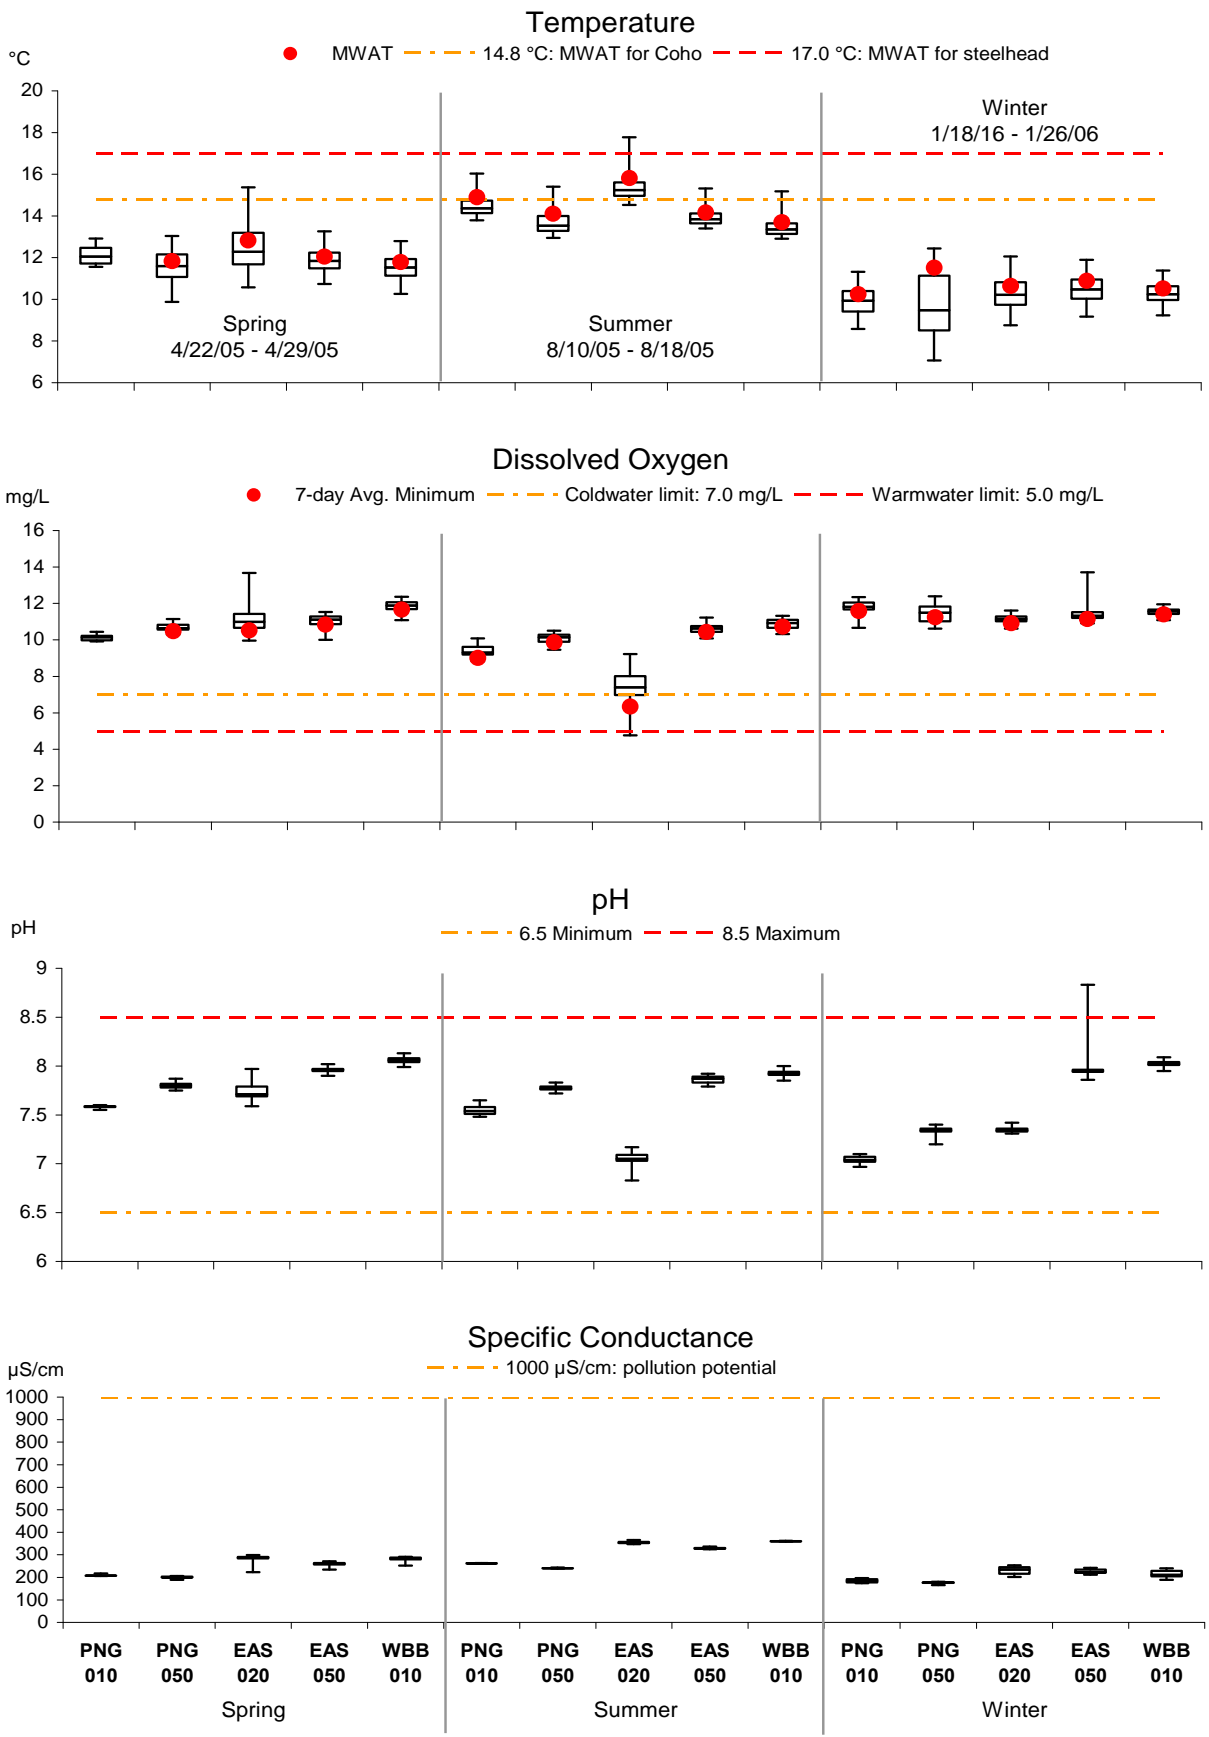 Temperature
°C
MWAT 14.8 °C: MWAT for Coho 17.0 °C: MWAT for steelhead
20
18
16
14
12
10
8
6
Spring
4/22/05 - 4/29/05
Summer
8/10/05 - 8/18/05
Winter
1/18/16 - 1/26/06
Dissolved Oxygen
mg/L
7-day Avg. Minimum Coldwater limit: 7.0 mg/L Warmwater limit: 5.0 mg/L
16
14
12
10
8
6
4
2
0
pH
pH
6.5 Minimum 8.5 Maximum
9
8.5
8
7.5
7
6.5
6
Specific Conductance
µS/cm
1000 µS/cm: pollution potential
1000
900
800
700
600
500
400
300
200
100
0
PNG PNG EAS EAS WBB PNG PNG EAS EAS WBB PNG PNG EAS EAS WBB
010 050 020 050 010 010 050 020 050 010 010 050 020 050 010
Spring Summer Winter